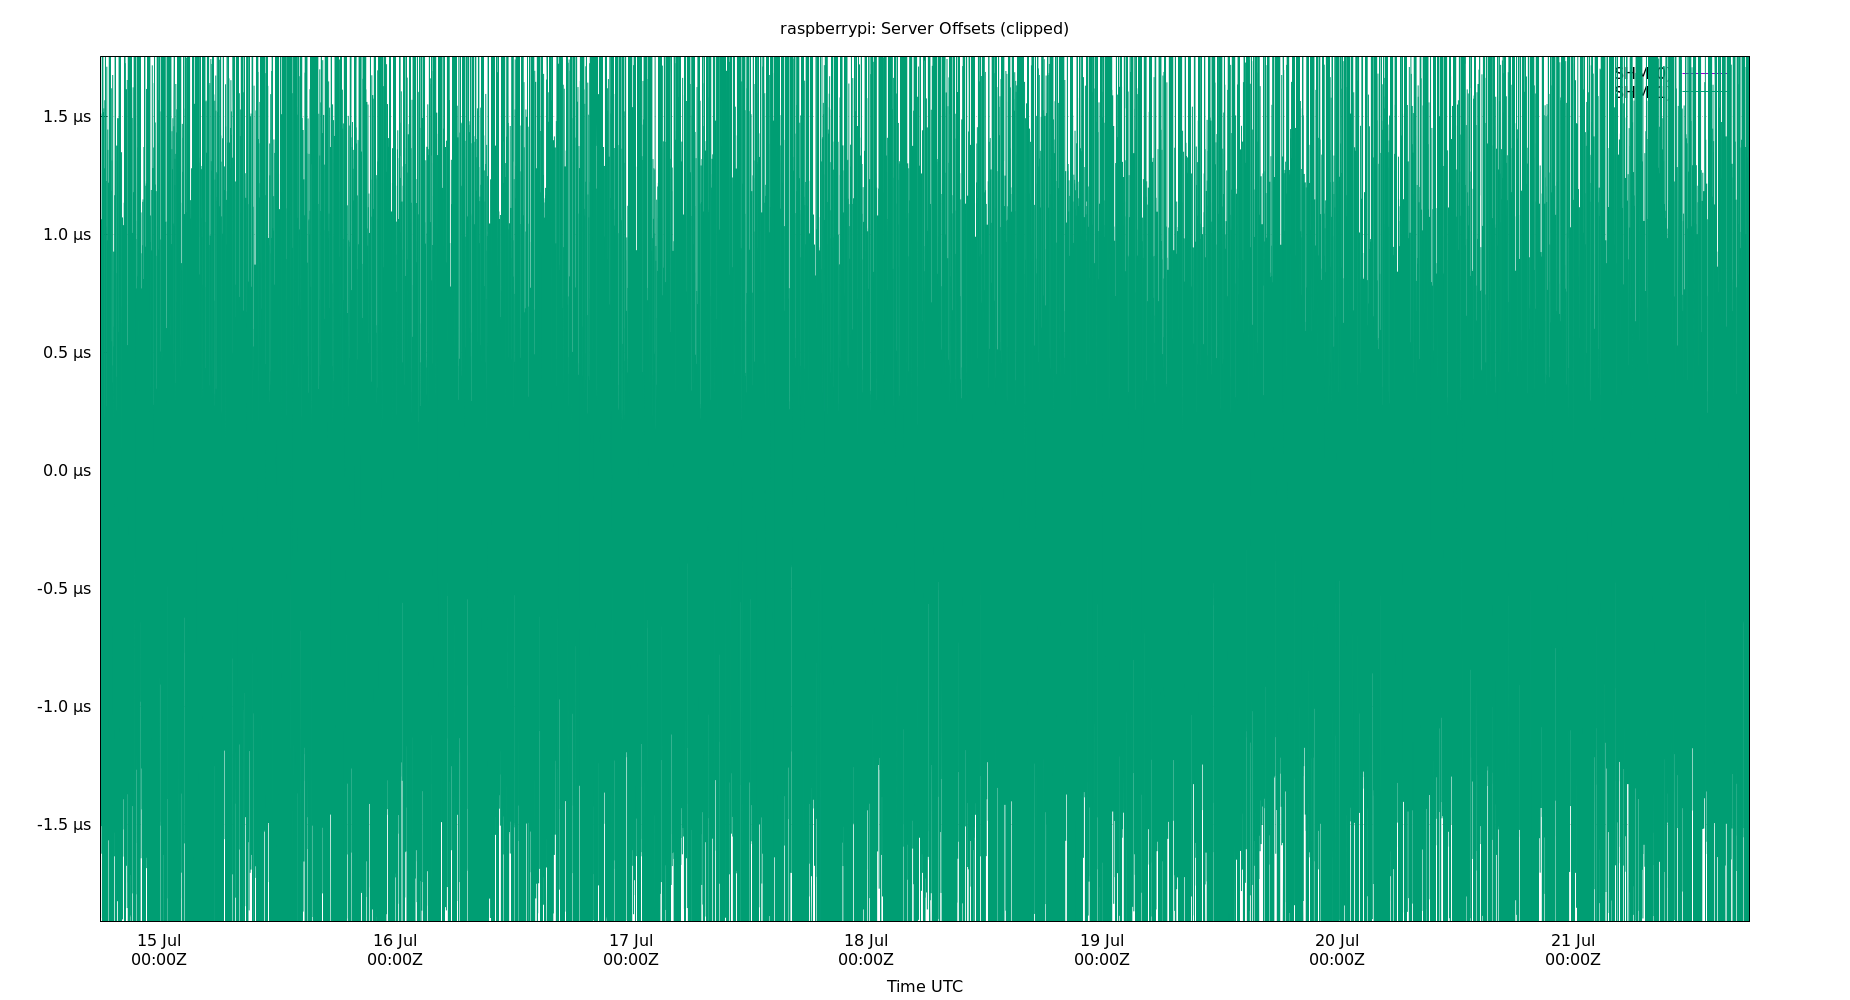 raspberrypi: Server Offsets (clipped)
1.5 µs
1.0 µs
0.5 µs
0.0 µs
-0.5 µs
-1.0 µs
-1.5 µs
15 Jul
00:00Z
16 Jul
00:00Z
17 Jul
00:00Z
18 Jul
00:00Z
19 Jul
00:00Z
20 Jul
00:00Z
21 Jul
00:00Z
Time UTC